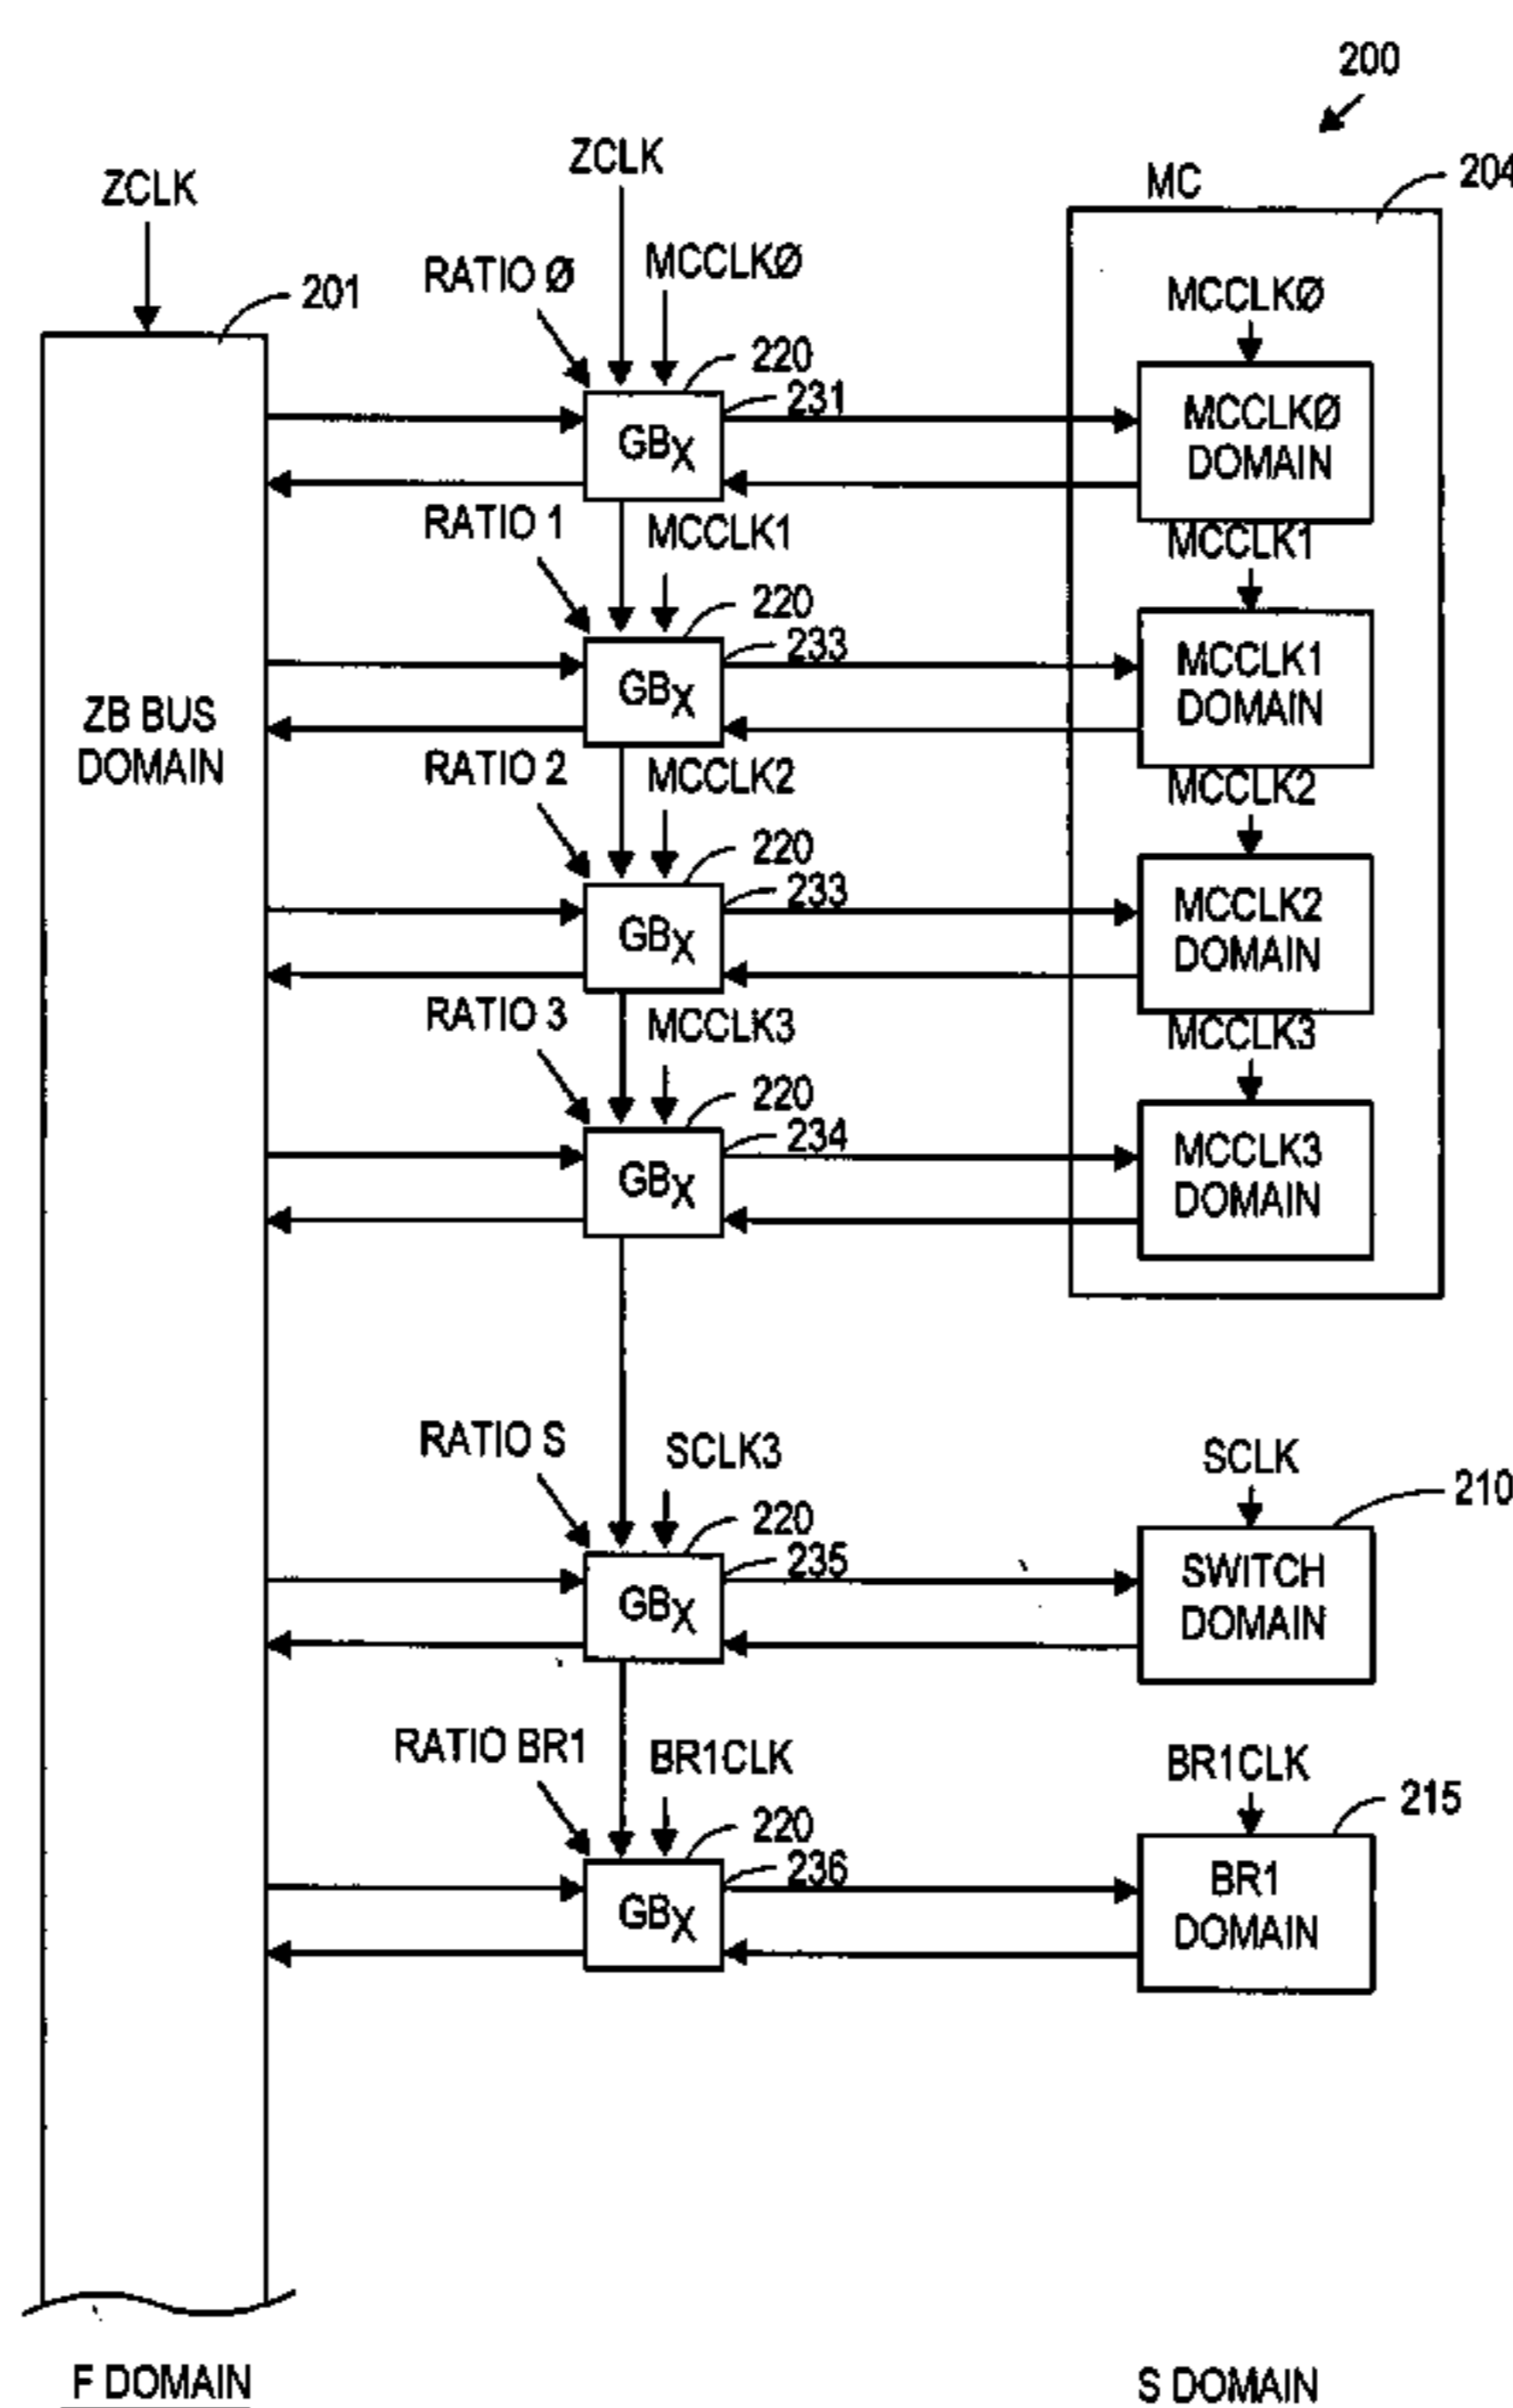 200
ZCLK
ZCLK
MC
204
201
RATIO Ø
MCCLKØ
MCCLKØ
220
231
GBX
MCCLKØ
DOMAIN
RATIO 1
MCCLK1
MCCLK1
220
233
GBX
MCCLK1
DOMAIN
ZB BUS
DOMAIN
RATIO 2
MCCLK2
MCCLK2
220
233
GBX
MCCLK2
DOMAIN
RATIO 3
MCCLK3
MCCLK3
220
234
GBX
MCCLK3
DOMAIN
RATIO S
SCLK3
SCLK
210
220
235
GBX
SWITCH
DOMAIN
RATIO BR1
BR1CLK
BR1CLK
215
220
236
GBX
BR1
DOMAIN
F DOMAIN
S DOMAIN